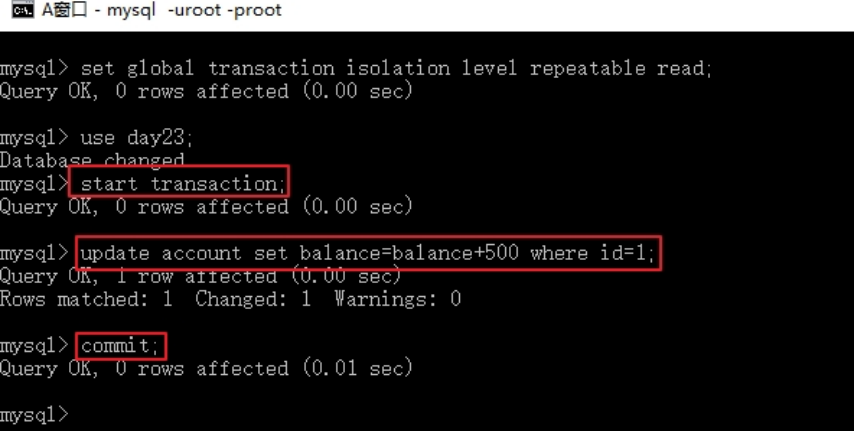 A窗口 - mysql  -uroot -proot
mysql> set global transaction isolation level repeatable read;
Query OK, 0 rows affected (0.00 sec)
mysql> use day23;
Database changed
mysql> start transaction;
Query OK, 0 rows affected (0.00 sec)
mysql> update account set balance=balance+500 where id=1;
Query OK, 1 row affected (0.00 sec)
Rows matched: 1  Changed: 1  Warnings: 0
mysql> commit;
Query OK, 0 rows affected (0.01 sec)
mysql>